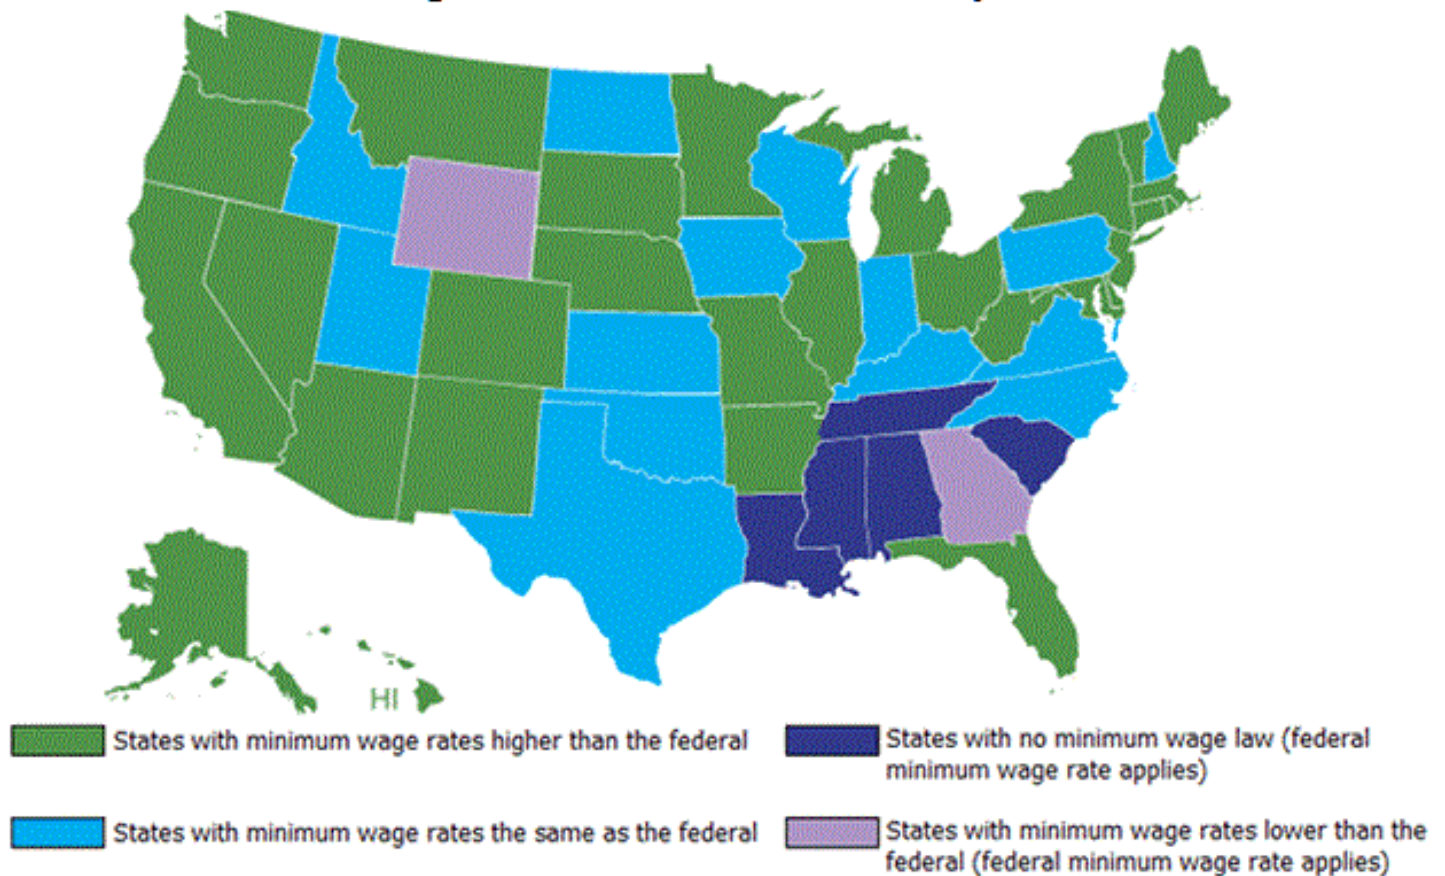 HI
States with minimum wage rates higher than the federal
States with no minimum wage law (federal
minimum wage rate applies)
States with minimum wage rates the same as the federal
States with minimum wage rates lower than the
federal (federal minimum wage rate applies)